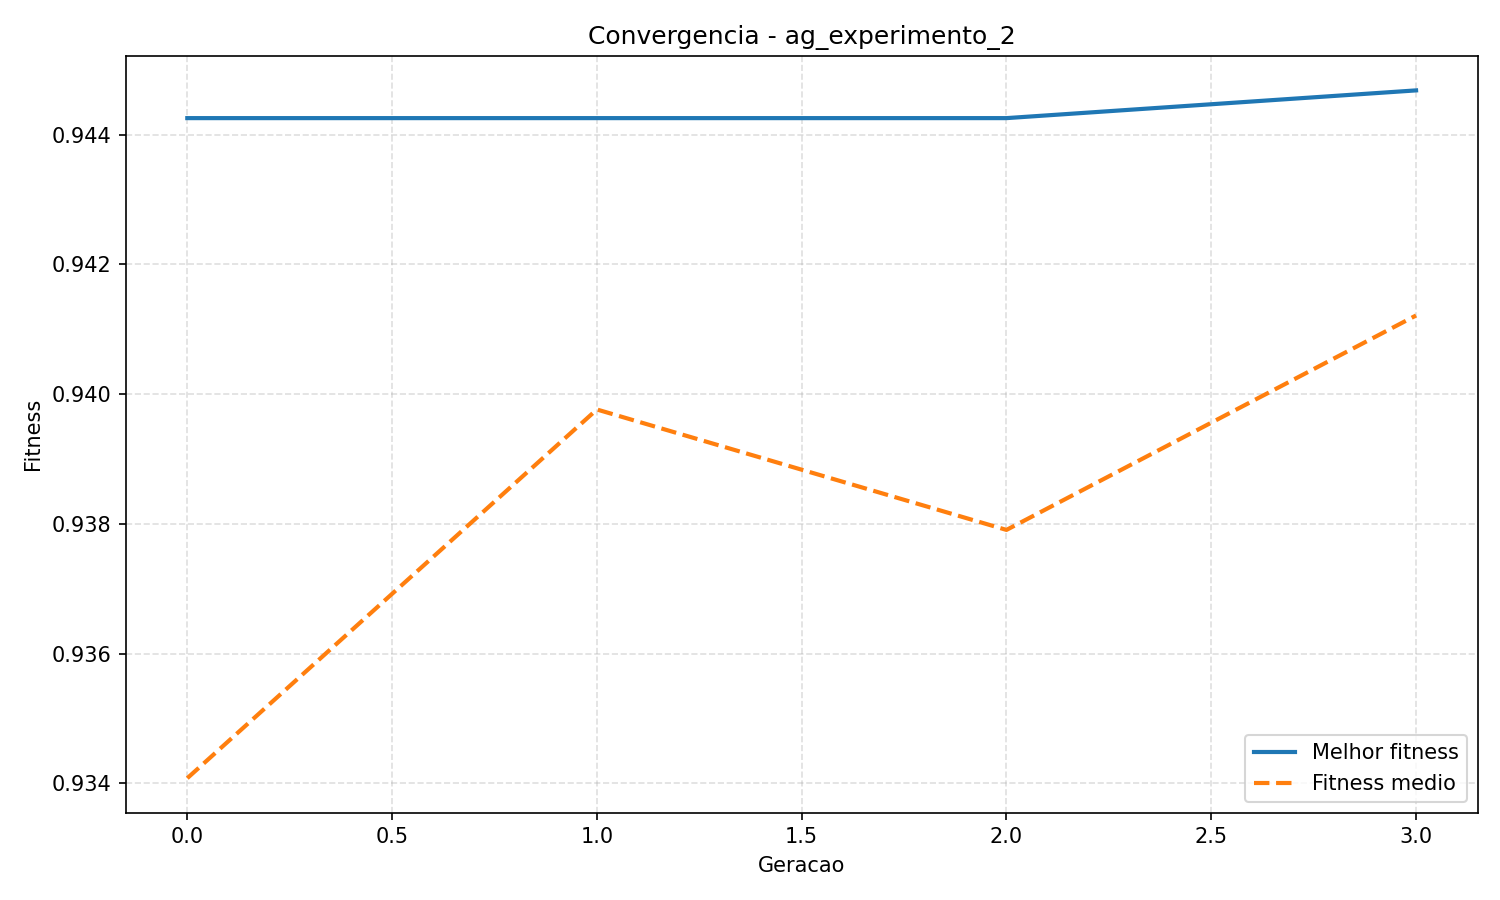 Convergencia - ag_experimento_2
Fitness
0.944
0.942
0.940
0.938
0.936
0.934
0.0 0.5 1.0 1.5 2.0 2.5 3.0
Geracao
Melhor fitness
Fitness medio